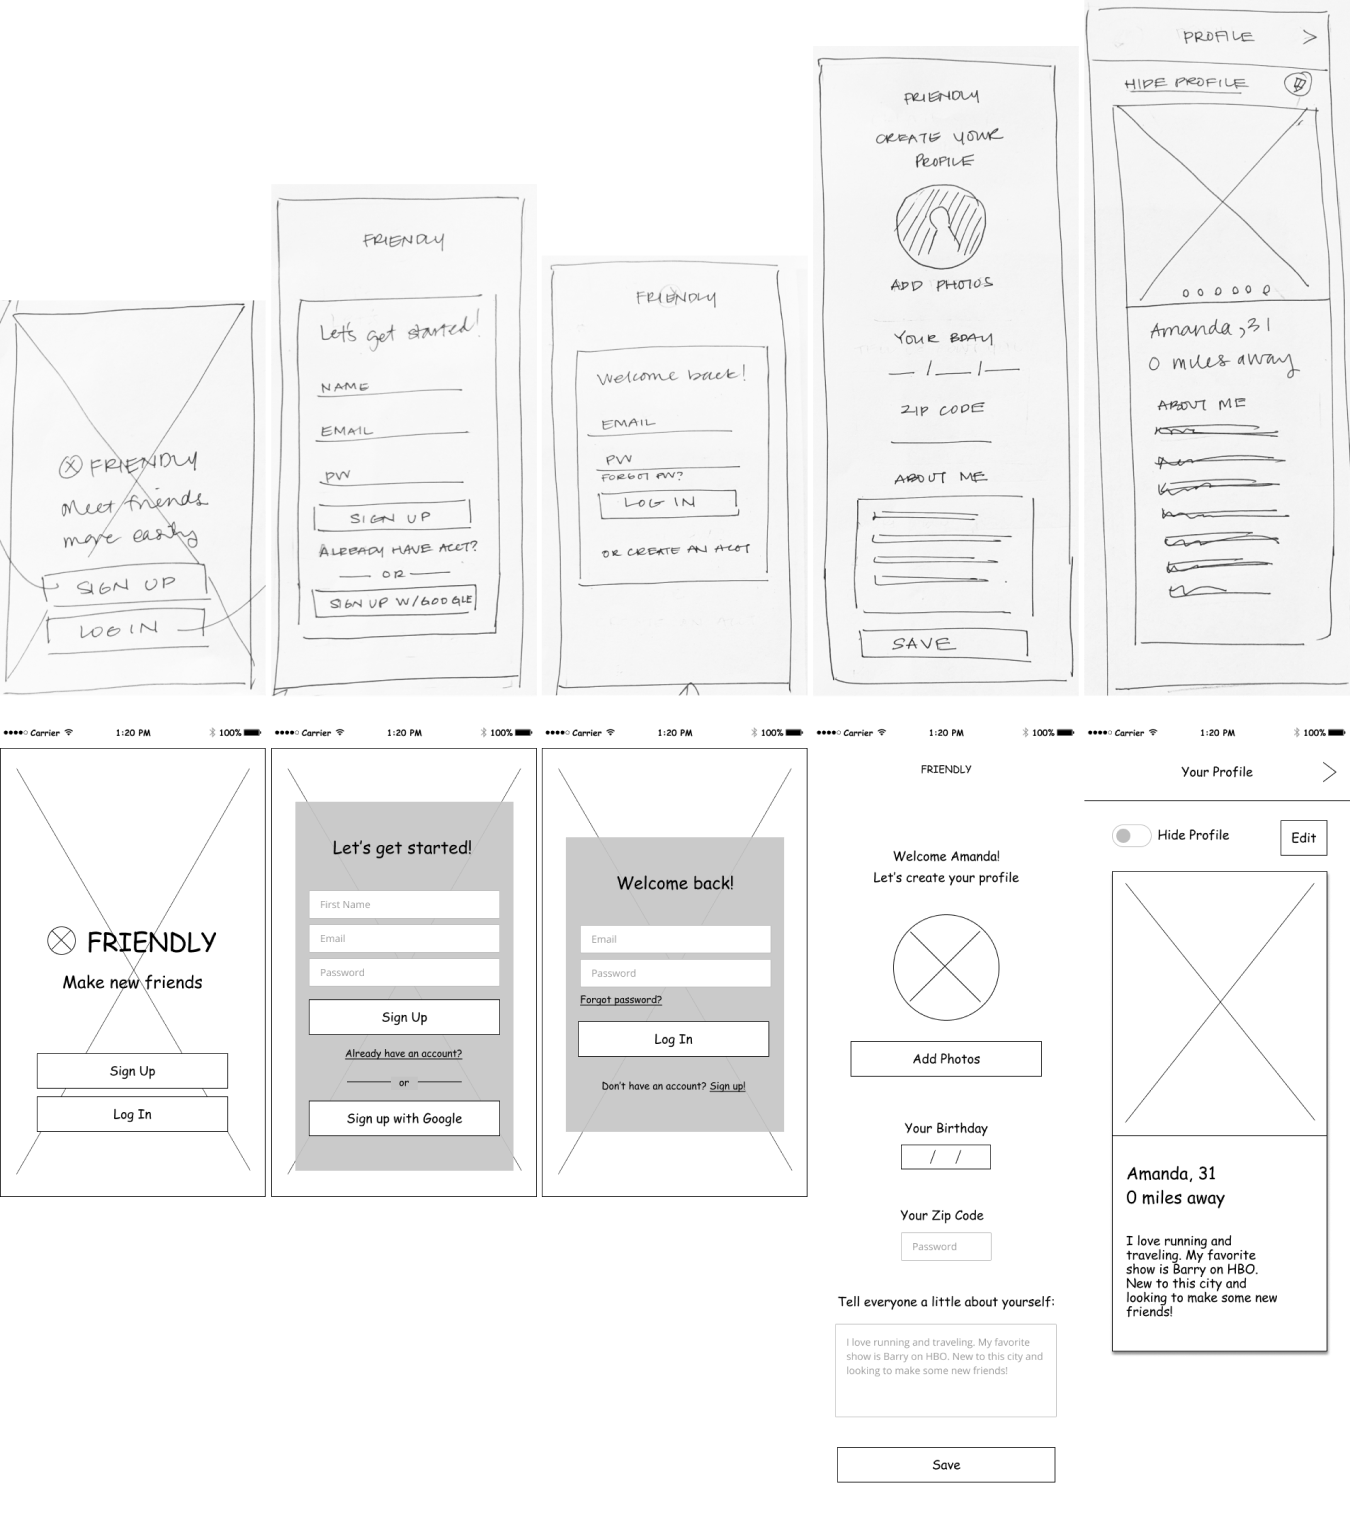 FRIENDLY
Meet friends
more easily
SIGN UP
LOG IN
FRIENDLY
Let's get started!
NAME
EMAIL
PW
SIGN UP
ALREADY HAVE ACCT?
OR
SIGN UP W/GOOGLE
FRIENDLY
Welcome back!
EMAIL
PW
FORGOT PW?
LOG IN
OR CREATE AN ACCT
FRIENDLY
CREATE YOUR
PROFILE
ADD PHOTOS
YOUR BDAY
/ /
ZIP CODE
ABOUT ME
SAVE
PROFILE >
HIDE PROFILE
Amanda, 31
0 miles away
ABOUT ME
Carrier 1:20 PM 100%
FRIENDLY
Make new friends
Sign Up
Log In
Carrier 1:20 PM 100%
Let's get started!
First Name
Email
Password
Sign Up
Already have an account?
or
Sign up with Google
Carrier 1:20 PM 100%
Welcome back!
Email
Password
Forgot password?
Log In
Don't have an account? Sign up!
Carrier 1:20 PM 100%
FRIENDLY
Welcome Amanda!
Let's create your profile
Add Photos
Your Birthday
/ /
Your Zip Code
Password
Tell everyone a little about yourself:
I love running and traveling. My favorite
show is Barry on HBO. New to this city and
looking to make some new friends!
Save
Carrier 1:20 PM 100%
Your Profile
Hide Profile
Edit
Amanda, 31
0 miles away
I love running and
traveling. My favorite
show is Barry on HBO.
New to this city and
looking to make some new
friends!